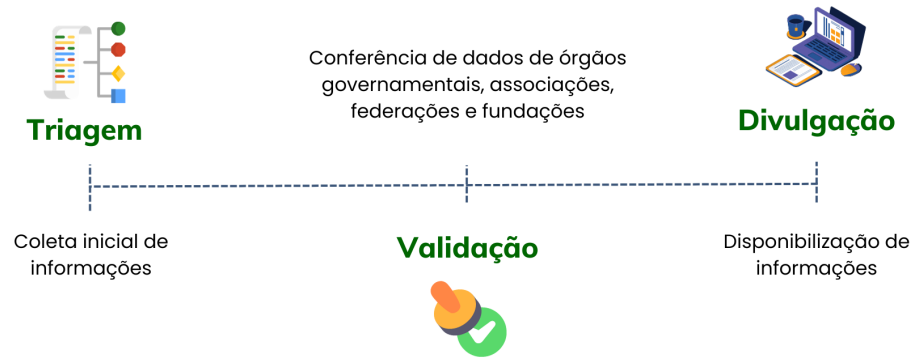 Triagem
Coleta inicial de
informações
Conferência de dados de órgãos
governamentais, associações,
federações e fundações
Validação
Divulgação
Disponibilização de
informações